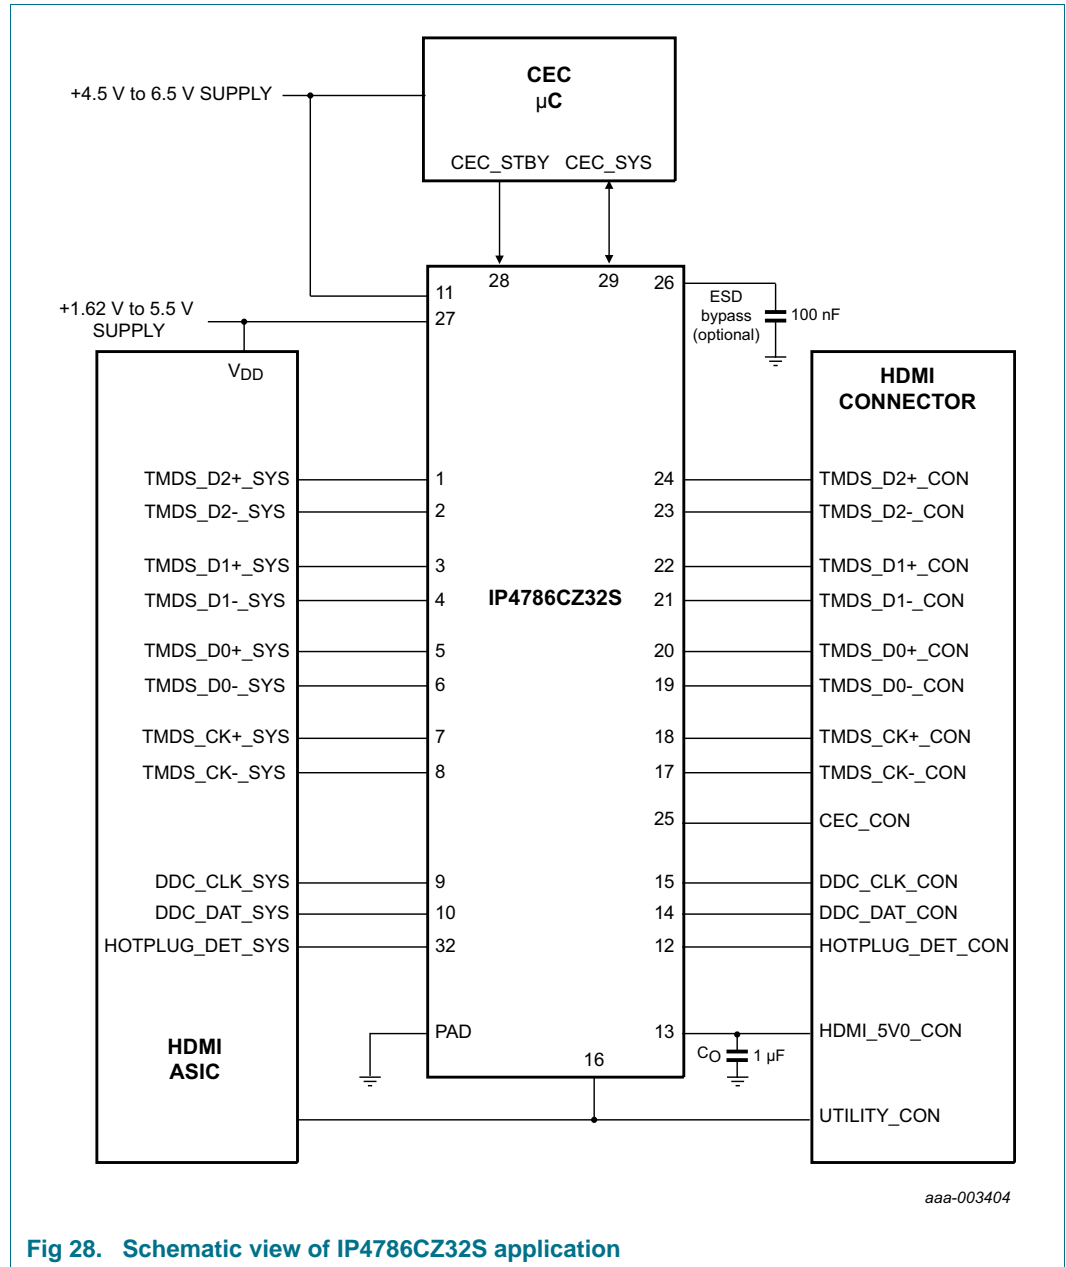 CEC
µC
+4.5 V to 6.5 V SUPPLY
CEC_STBY CEC_SYS
28 29 26
11
27
+1.62 V to 5.5 V
SUPPLY
ESD
bypass
(optional)
100 nF
VDD
HDMI
CONNECTOR
TMDS_D2+_SYS 1 24 TMDS_D2+_CON
TMDS_D2-_SYS 2 23 TMDS_D2-_CON
TMDS_D1+_SYS 3 22 TMDS_D1+_CON
IP4786CZ32S
TMDS_D1-_SYS 4 21 TMDS_D1-_CON
TMDS_D0+_SYS 5 20 TMDS_D0+_CON
TMDS_D0-_SYS 6 19 TMDS_D0-_CON
TMDS_CK+_SYS 7 18 TMDS_CK+_CON
TMDS_CK-_SYS 8 17 TMDS_CK-_CON
25 CEC_CON
DDC_CLK_SYS 9 15 DDC_CLK_CON
DDC_DAT_SYS 10 14 DDC_DAT_CON
HOTPLUG_DET_SYS 32 12 HOTPLUG_DET_CON
PAD 13 HDMI_5V0_CON
HDMI
ASIC
CO 1 µF
16
UTILITY_CON
aaa-003404
Fig 28. Schematic view of IP4786CZ32S application